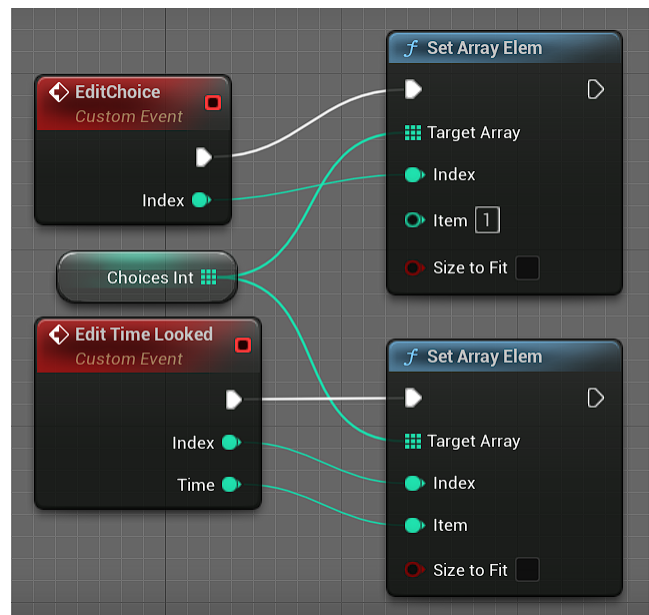 EditChoice
Custom Event
Index
Choices Int
Edit Time Looked
Custom Event
Index
Time
f Set Array Elem
Target Array
Index
Item 1
Size to Fit
f Set Array Elem
Target Array
Index
Item
Size to Fit